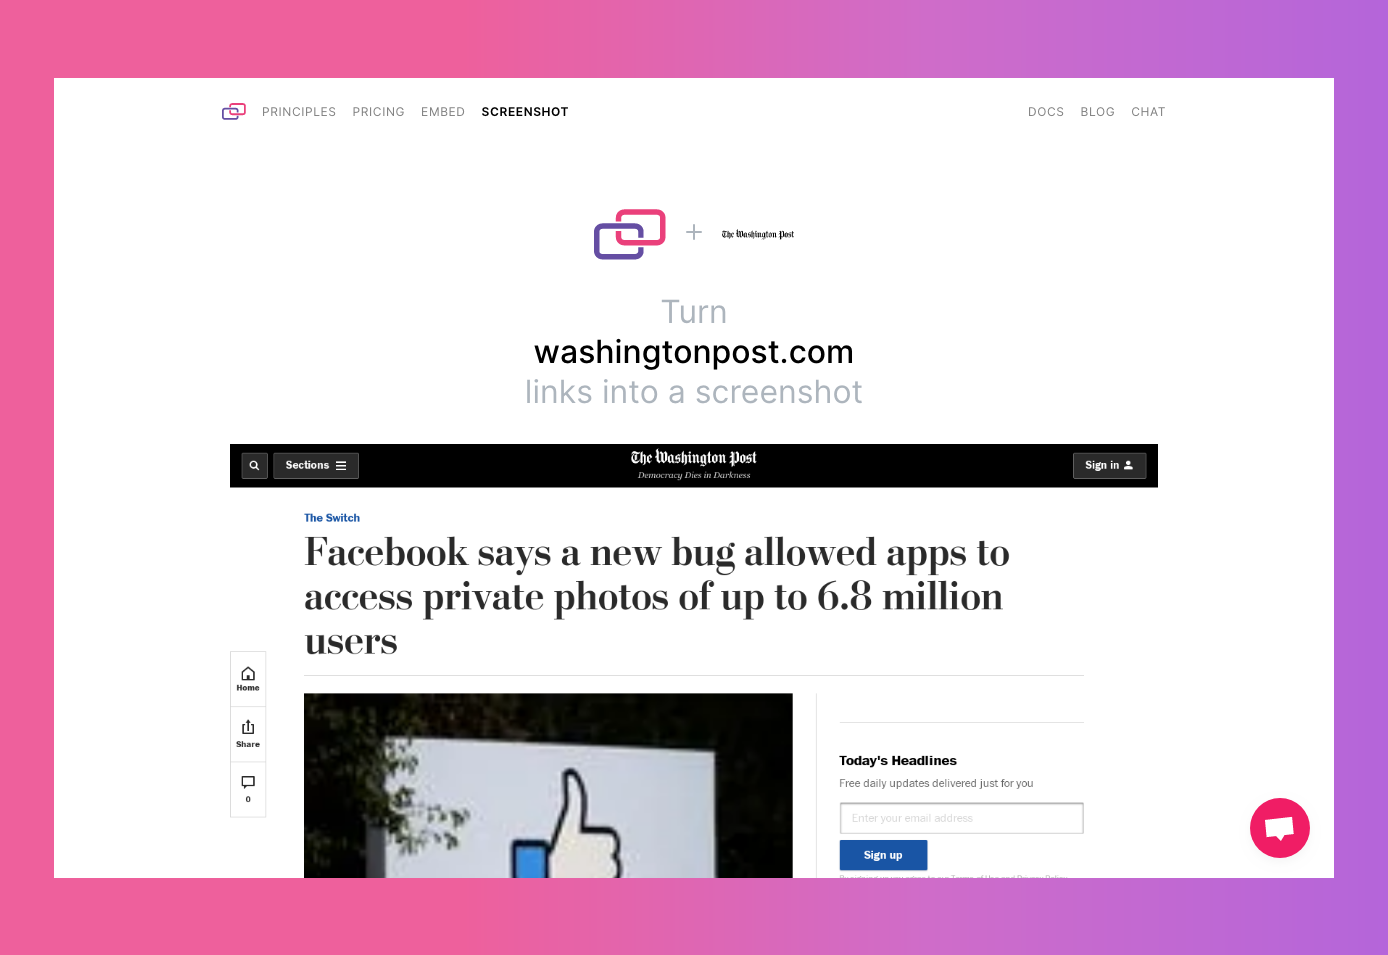 PRINCIPLES PRICING EMBED SCREENSHOT DOCS BLOG CHAT
The Washington Post
Turn
washingtonpost.com
links into a screenshot
Sections The Washington Post Sign in
Democracy Dies in Darkness
The Switch
Facebook says a new bug allowed apps to
access private photos of up to 6.8 million
users
Home
Share
0
Today's Headlines
Free daily updates delivered just for you
Enter your email address
Sign up